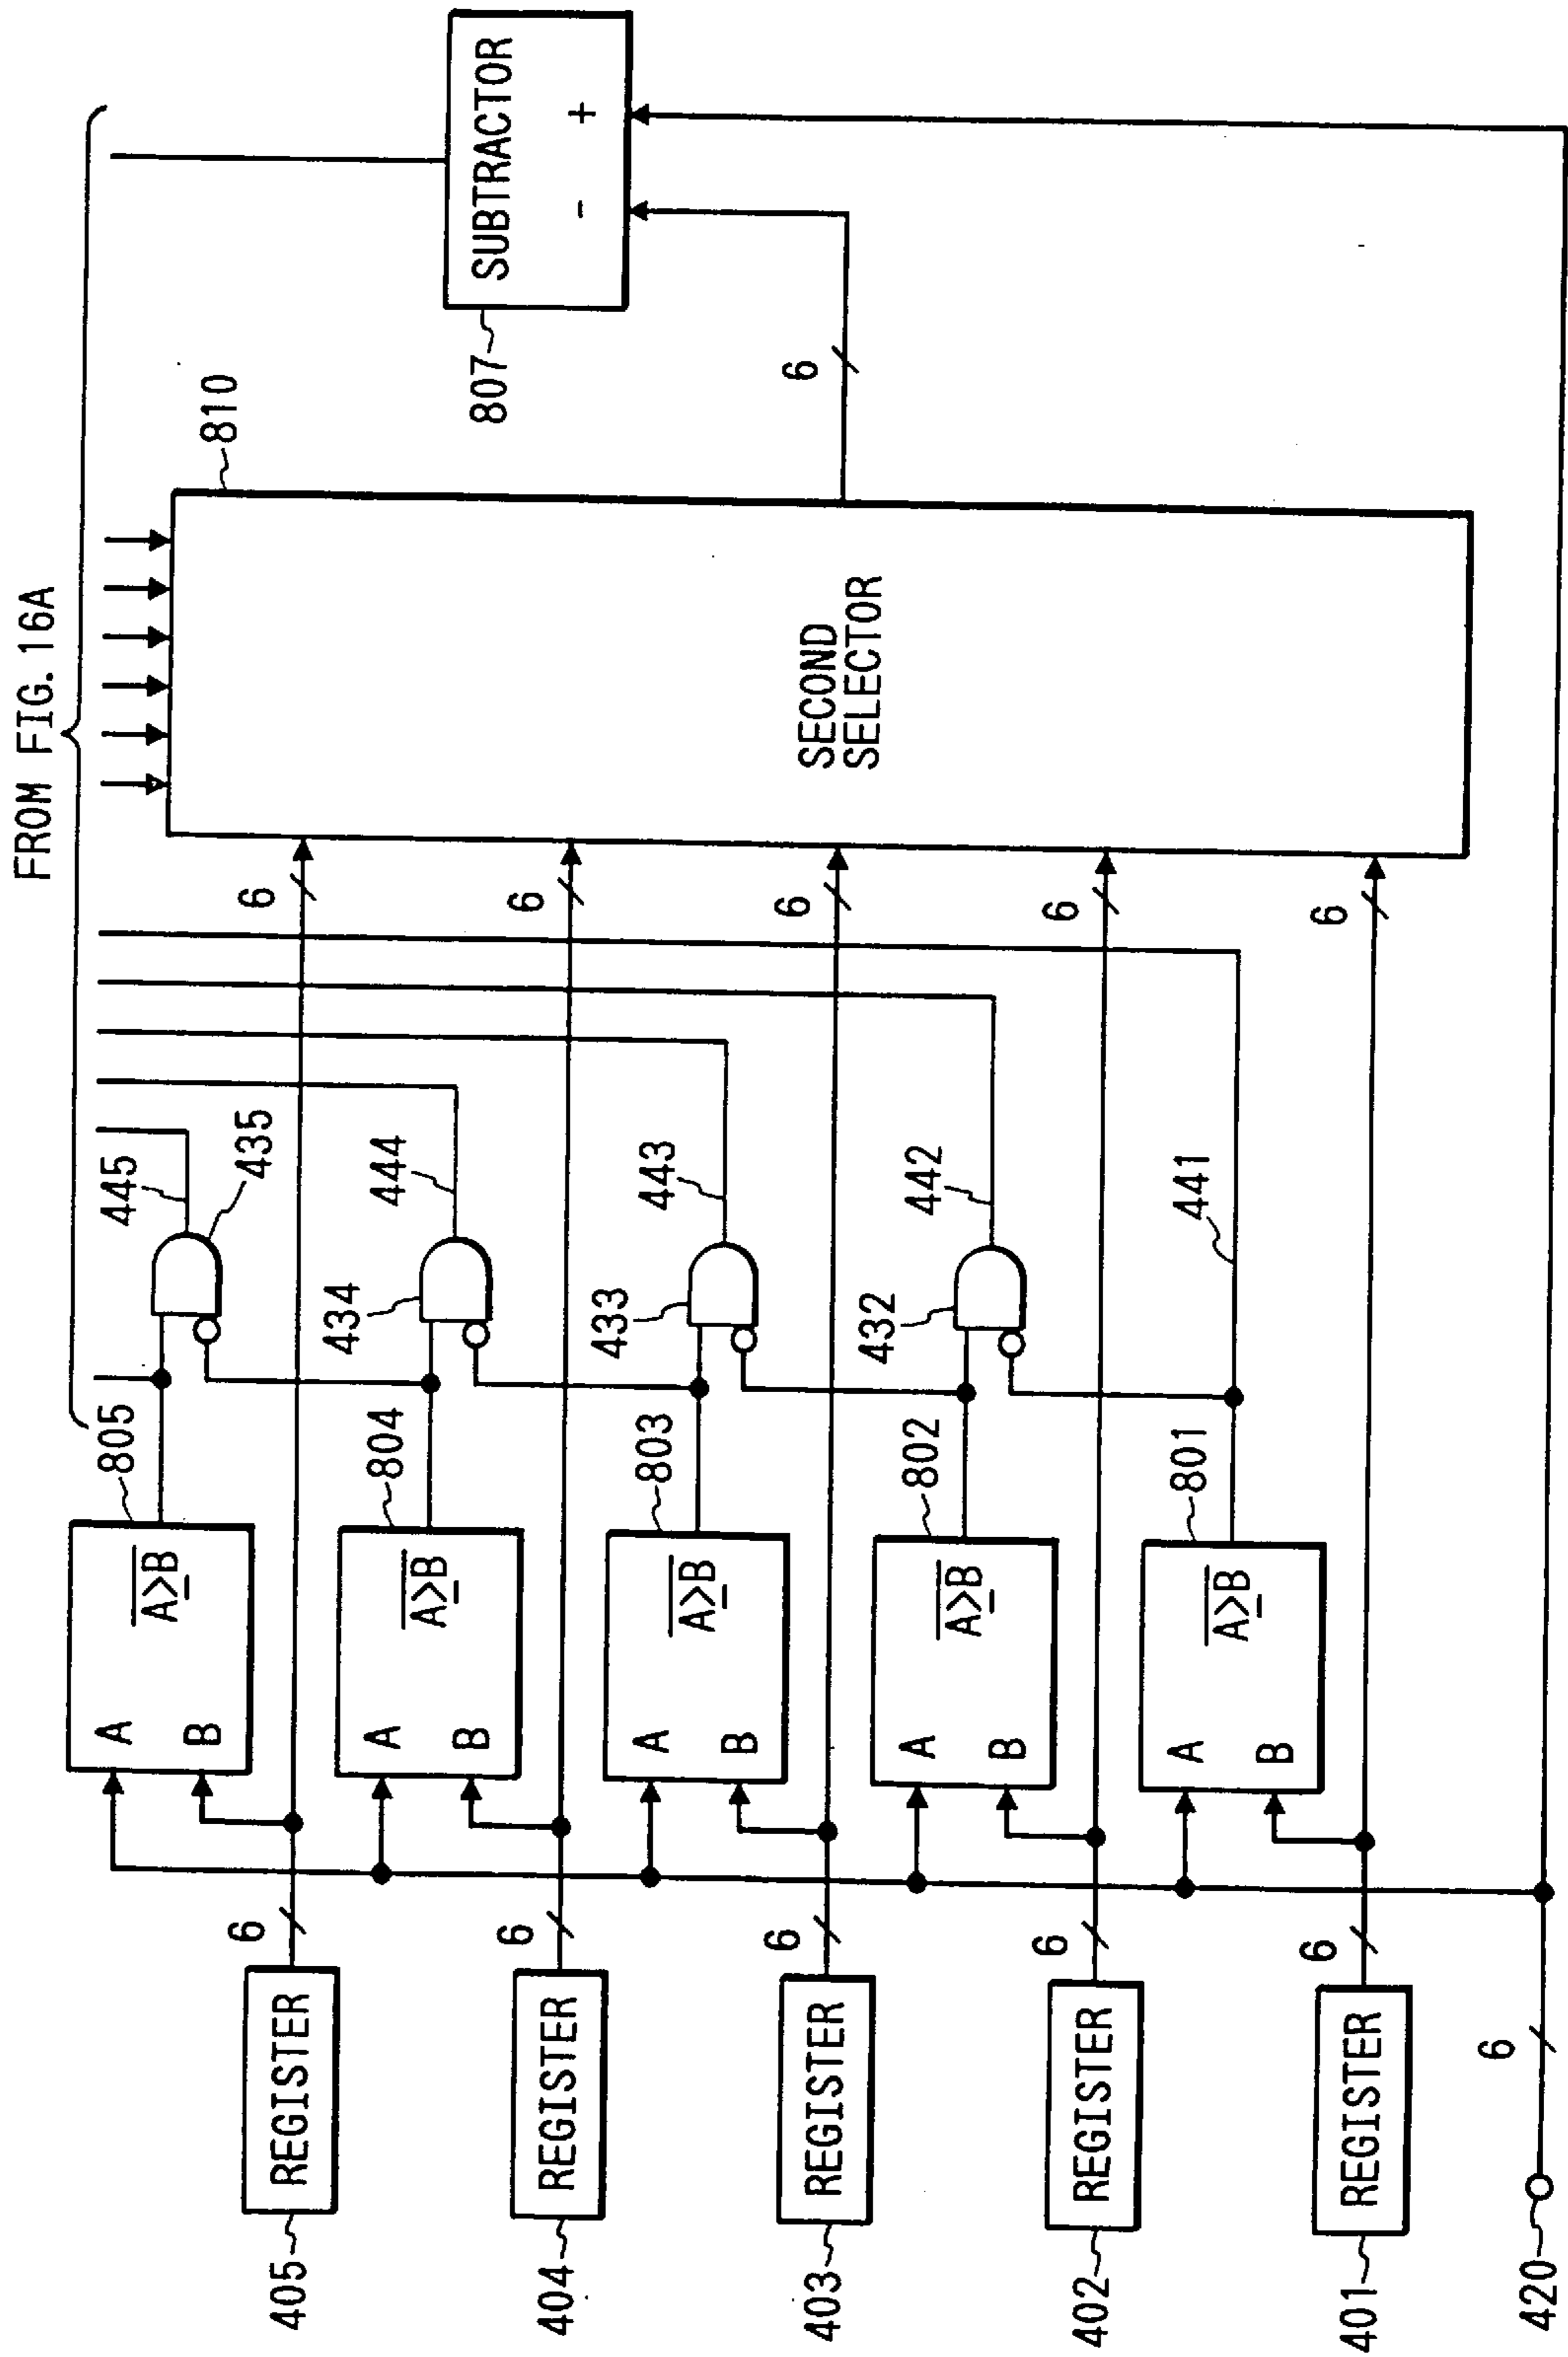 FROM FIG. 16A
405
REGISTER
6
A
B
A≥B
805
445
435
6
404
REGISTER
6
A
B
A≥B
804
434
444
6
403
REGISTER
6
A
B
A≥B
803
433
443
6
402
REGISTER
6
A
B
A≥B
802
432
442
6
401
REGISTER
6
A
B
A≥B
801
441
6
420
6
SECOND
SELECTOR
810
6
807
SUBTRACTOR
-
+